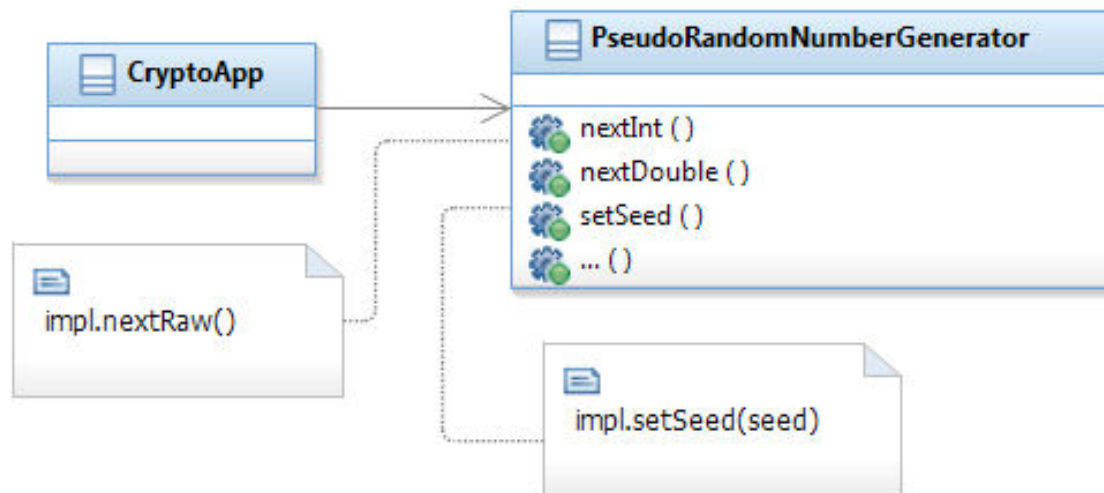 CryptoApp
PseudoRandomNumberGenerator
nextInt ( )
nextDouble ( )
setSeed ( )
... ( )
impl.nextRaw()
impl.setSeed(seed)